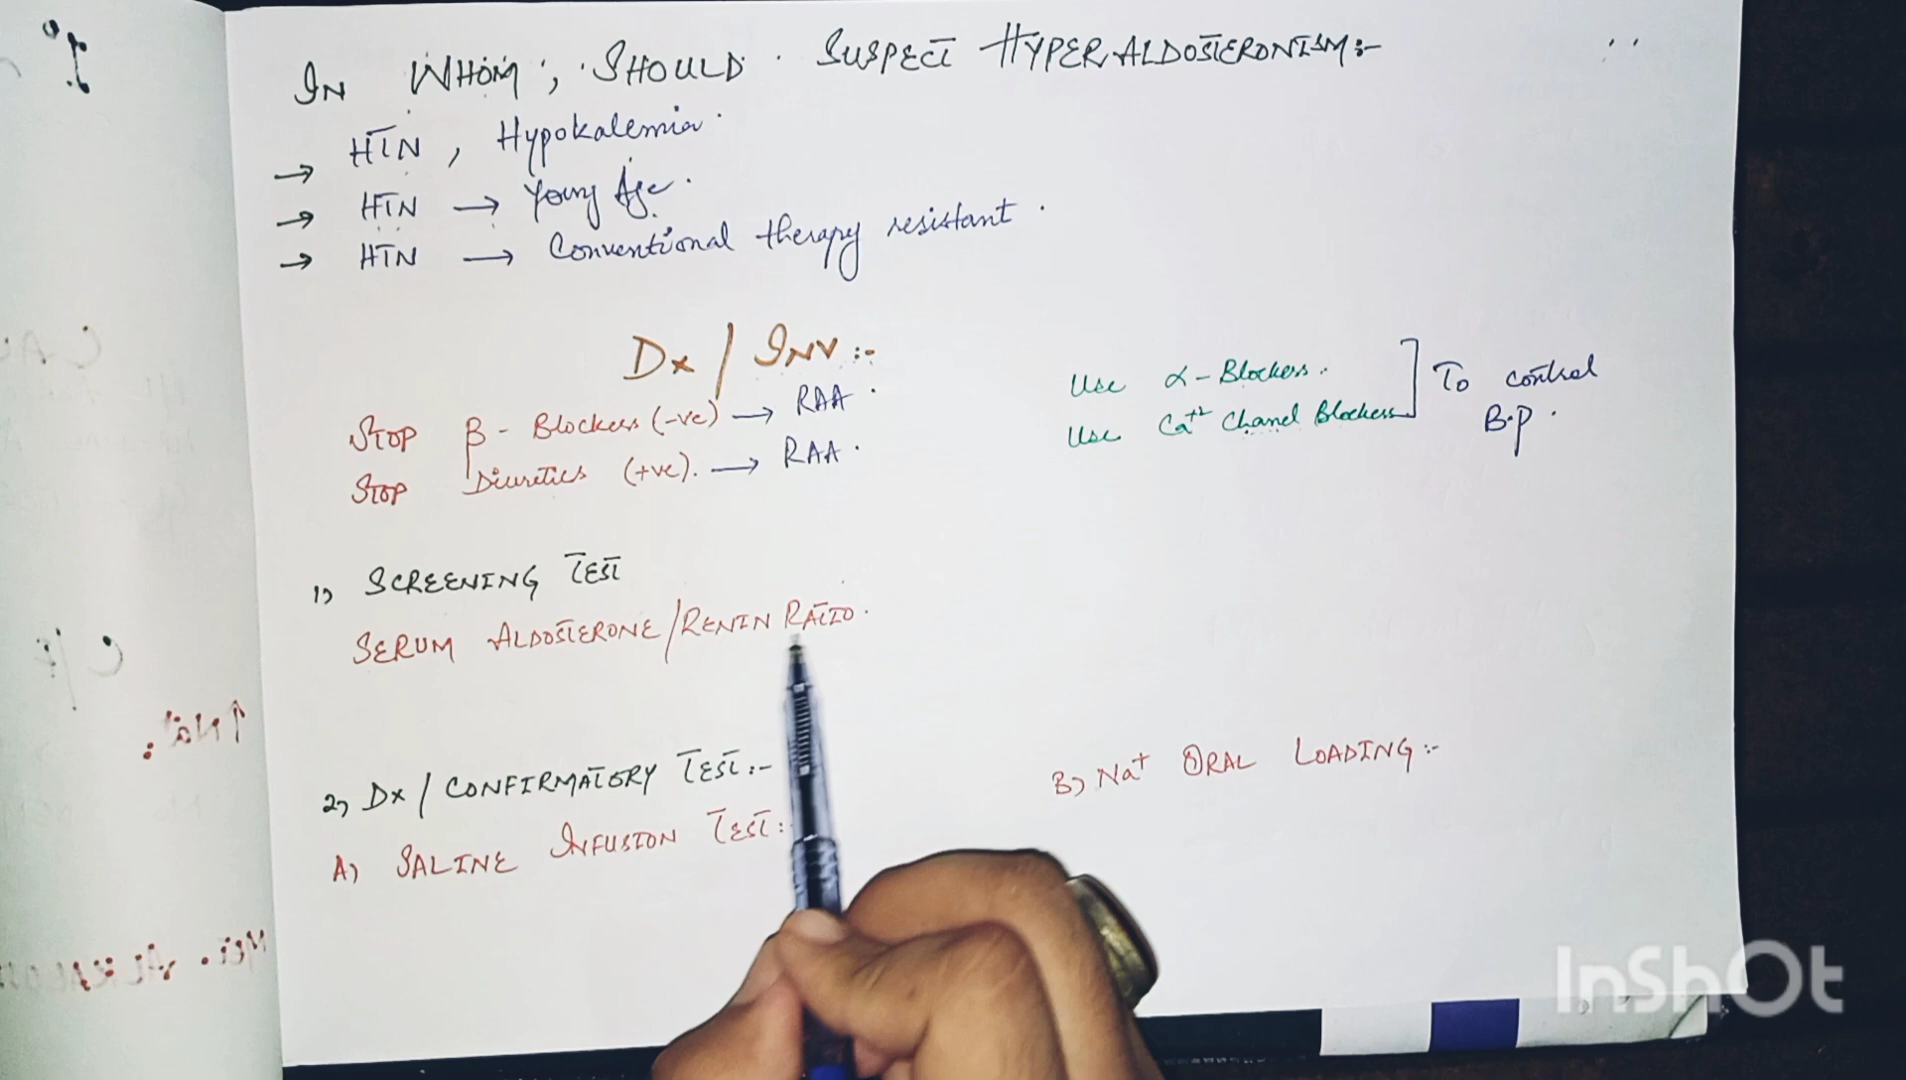 IN WHOM, SHOULD SUSPECT HYPERALDOSTERONISM:-
→ HTN, Hypokalemia.
→ HTN → Young Age.
→ HTN → Conventional therapy resistant.
Dx / INV :-
STOP β - Blockers (-ve) → RAA.
STOP Diuretics (+ve). → RAA.
Use α - Blockers.
Use Ca+2 Chanel Blockers
] To control
B.p.
1) SCREENING TEST
SERUM ALDOSTERONE/RENIN RATIO.
2) Dx / CONFIRMATORY TEST:-
A) SALINE INFUSION TEST:
B) Na+ ORAL LOADING:-
InShOt